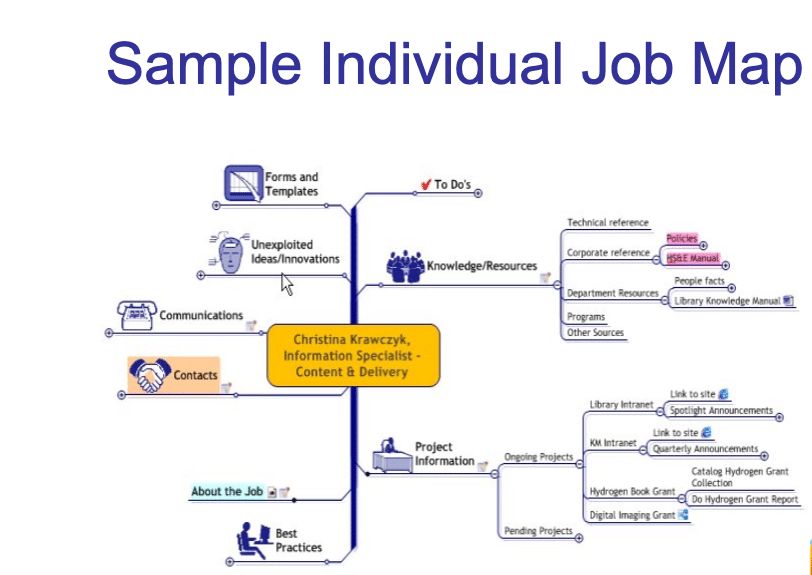 Sample Individual Job Map
Forms and
Templates
To Do's
Unexploited
Ideas/Innovations
Knowledge/Resources
Technical reference
Corporate reference
Policies
HS&E Manual
Department Resources
People facts
Library Knowledge Manual
Programs
Other Sources
Communications
Christina Krawczyk,
Information Specialist -
Content & Delivery
Contacts
Project
Information
Ongoing Projects
Library Intranet
Link to site
Spotlight Announcements
KM Intranet
Link to site
Quarterly Announcements
Hydrogen Book Grant
Catalog Hydrogen Grant
Collection
Do Hydrogen Grant Report
Digital Imaging Grant
Pending Projects
About the Job
Best
Practices